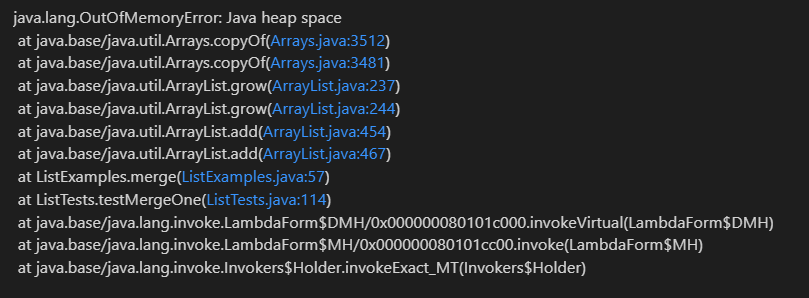 java.lang.OutOfMemoryError: Java heap space
at java.base/java.util.Arrays.copyOf(Arrays.java:3512)
at java.base/java.util.Arrays.copyOf(Arrays.java:3481)
at java.base/java.util.ArrayList.grow(ArrayList.java:237)
at java.base/java.util.ArrayList.grow(ArrayList.java:244)
at java.base/java.util.ArrayList.add(ArrayList.java:454)
at java.base/java.util.ArrayList.add(ArrayList.java:467)
at ListExamples.merge(ListExamples.java:57)
at ListTests.testMergeOne(ListTests.java:114)
at java.base/java.lang.invoke.LambdaForm$DMH/0x000000080101c000.invokeVirtual(LambdaForm$DMH)
at java.base/java.lang.invoke.LambdaForm$MH/0x000000080101cc00.invoke(LambdaForm$MH)
at java.base/java.lang.invoke.Invokers$Holder.invokeExact_MT(Invokers$Holder)